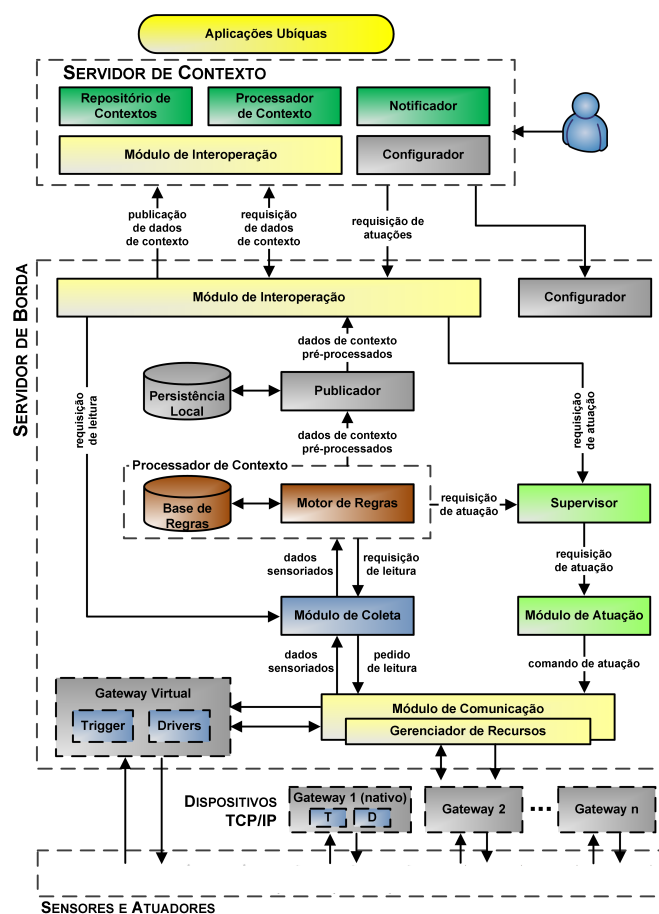 Aplicações Ubíquas
SERVIDOR DE CONTEXTO
Repositório de
Contextos
Processador
de Contexto
Notificador
Módulo de Interoperação
Configurador
publicação
de dados
de contexto
requisição
de dados
de contexto
requisição de
atuações
SERVIDOR DE BORDA
Módulo de Interoperação
Configurador
dados de contexto
pré-processados
Persistência
Local
Publicador
requisição
de leitura
requisição
de atuação
dados de contexto
pré-processados
Processador de Contexto
Base de
Regras
Motor de Regras
requisição
de atuação
Supervisor
dados
sensoriados
requisição
de leitura
requisição
de atuação
Módulo de Coleta
Módulo de Atuação
dados
sensoriados
pedido
de leitura
comando de atuação
Gateway Virtual
Trigger
Drivers
Módulo de Comunicação
Gerenciador de Recursos
DISPOSITIVOS
TCP/IP
Gateway 1 (nativo)
T
D
Gateway 2
...
Gateway n
SENSORES E ATUADORES